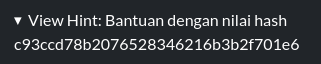 ▼ View Hint: Bantuan dengan nilai hash
c93ccd78b2076528346216b3b2f701e6